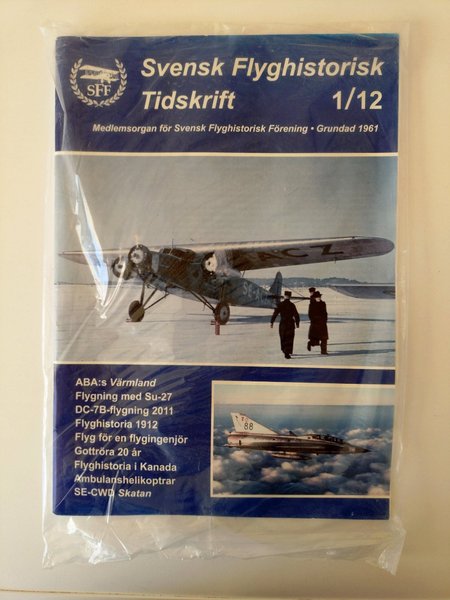 SFF
Svensk Flyghistorisk
Tidskrift 1/12
Medlemsorgan för Svensk Flyghistorisk Förening • Grundad 1961
ACZ
ABA:s Värmland
Flygning med Su-27
DC-7B-flygning 2011
Flyghistoria 1912
Flyg för en flygingenjör
Gottröra 20 år
Flyghistoria i Kanada
Ambulanshelikoptrar
SE-CWD Skatan
88